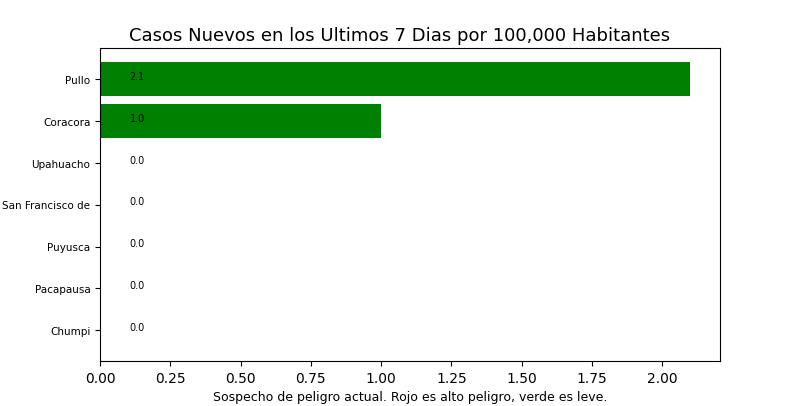 Casos Nuevos en los Ultimos 7 Dias por 100,000 Habitantes
Pullo 2.1
Coracora 1.0
Upahuacho 0.0
San Francisco de 0.0
Puyusca 0.0
Pacapausa 0.0
Chumpi 0.0
0.00 0.25 0.50 0.75 1.00 1.25 1.50 1.75 2.00
Sospecho de peligro actual. Rojo es alto peligro, verde es leve.